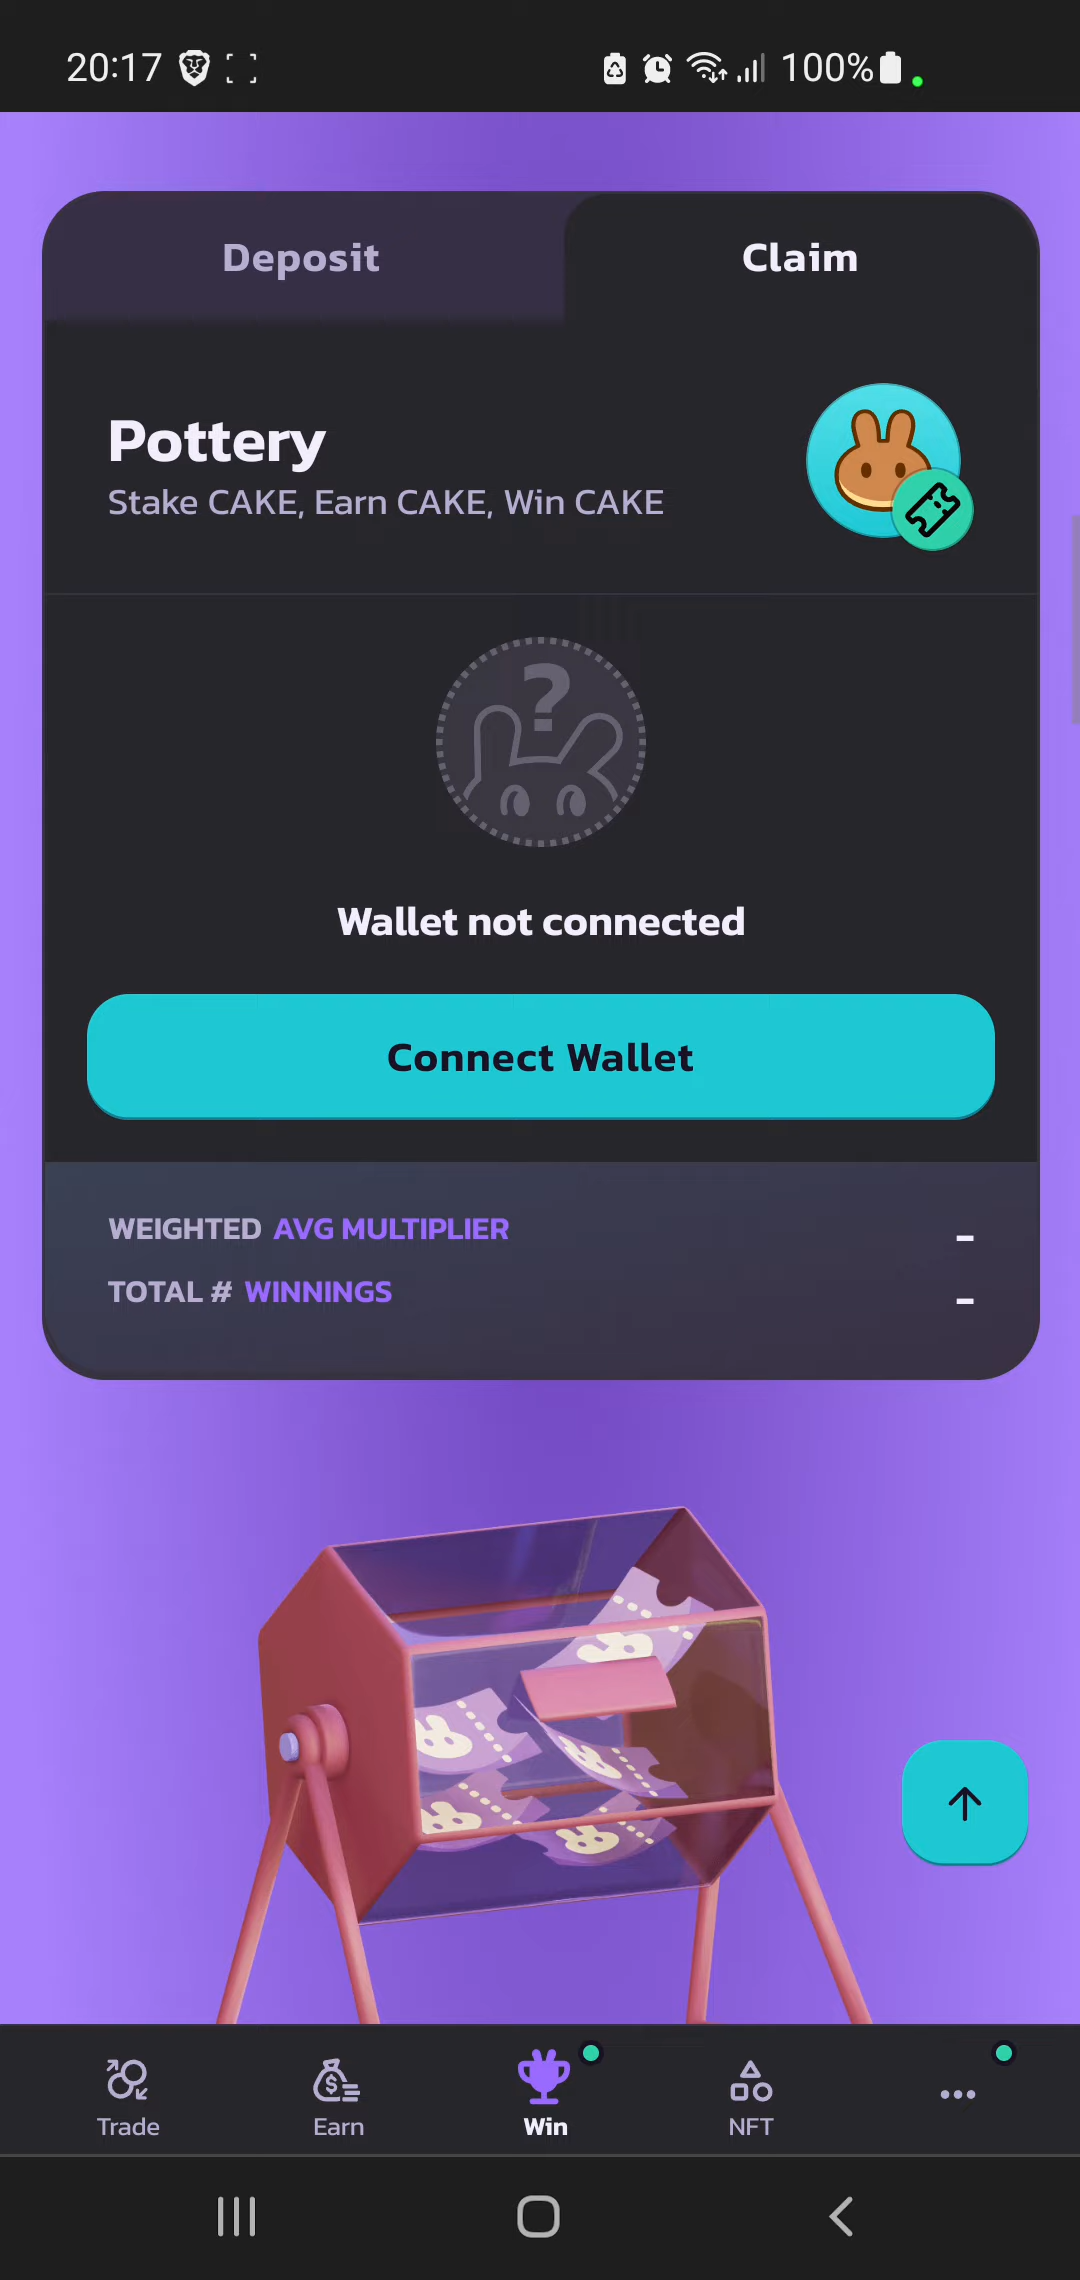 20:17
100%
Deposit
Claim
Pottery
Stake CAKE, Earn CAKE, Win CAKE
?
Wallet not connected
Connect Wallet
WEIGHTED AVG MULTIPLIER -
TOTAL # WINNINGS -
Trade
Earn
Win
NFT